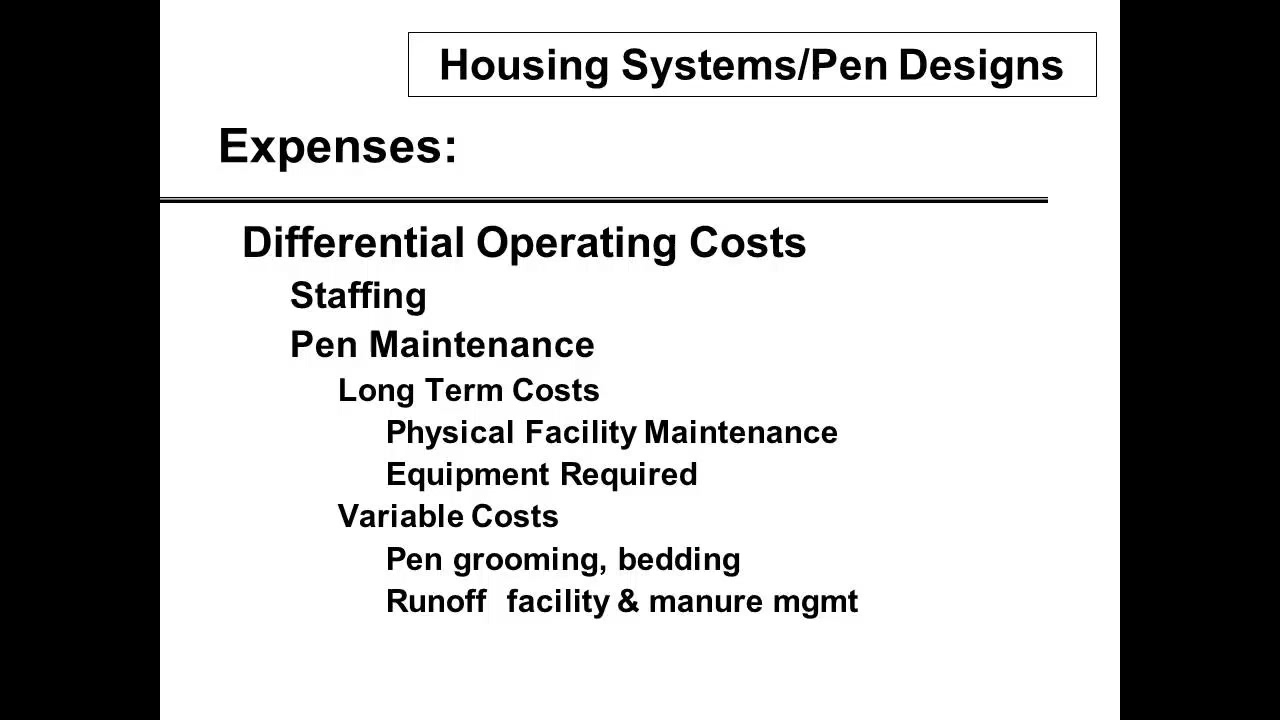 Housing Systems/Pen Designs
Expenses:
Differential Operating Costs
Staffing
Pen Maintenance
Long Term Costs
Physical Facility Maintenance
Equipment Required
Variable Costs
Pen grooming, bedding
Runoff facility & manure mgmt